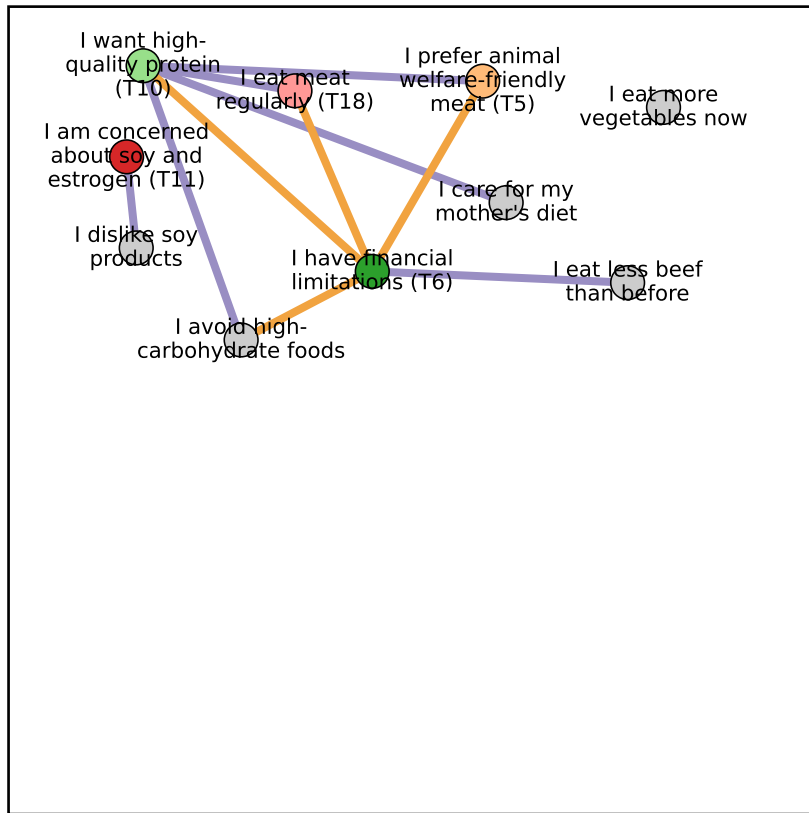 I want high-
quality protein
(T10)
I eat meat
regularly (T18)
I prefer animal
welfare-friendly
meat (T5)
I eat more
vegetables now
I am concerned
about soy and
estrogen (T11)
I care for my
mother's diet
I dislike soy
products
I have financial
limitations (T6)
I eat less beef
than before
I avoid high-
carbohydrate foods